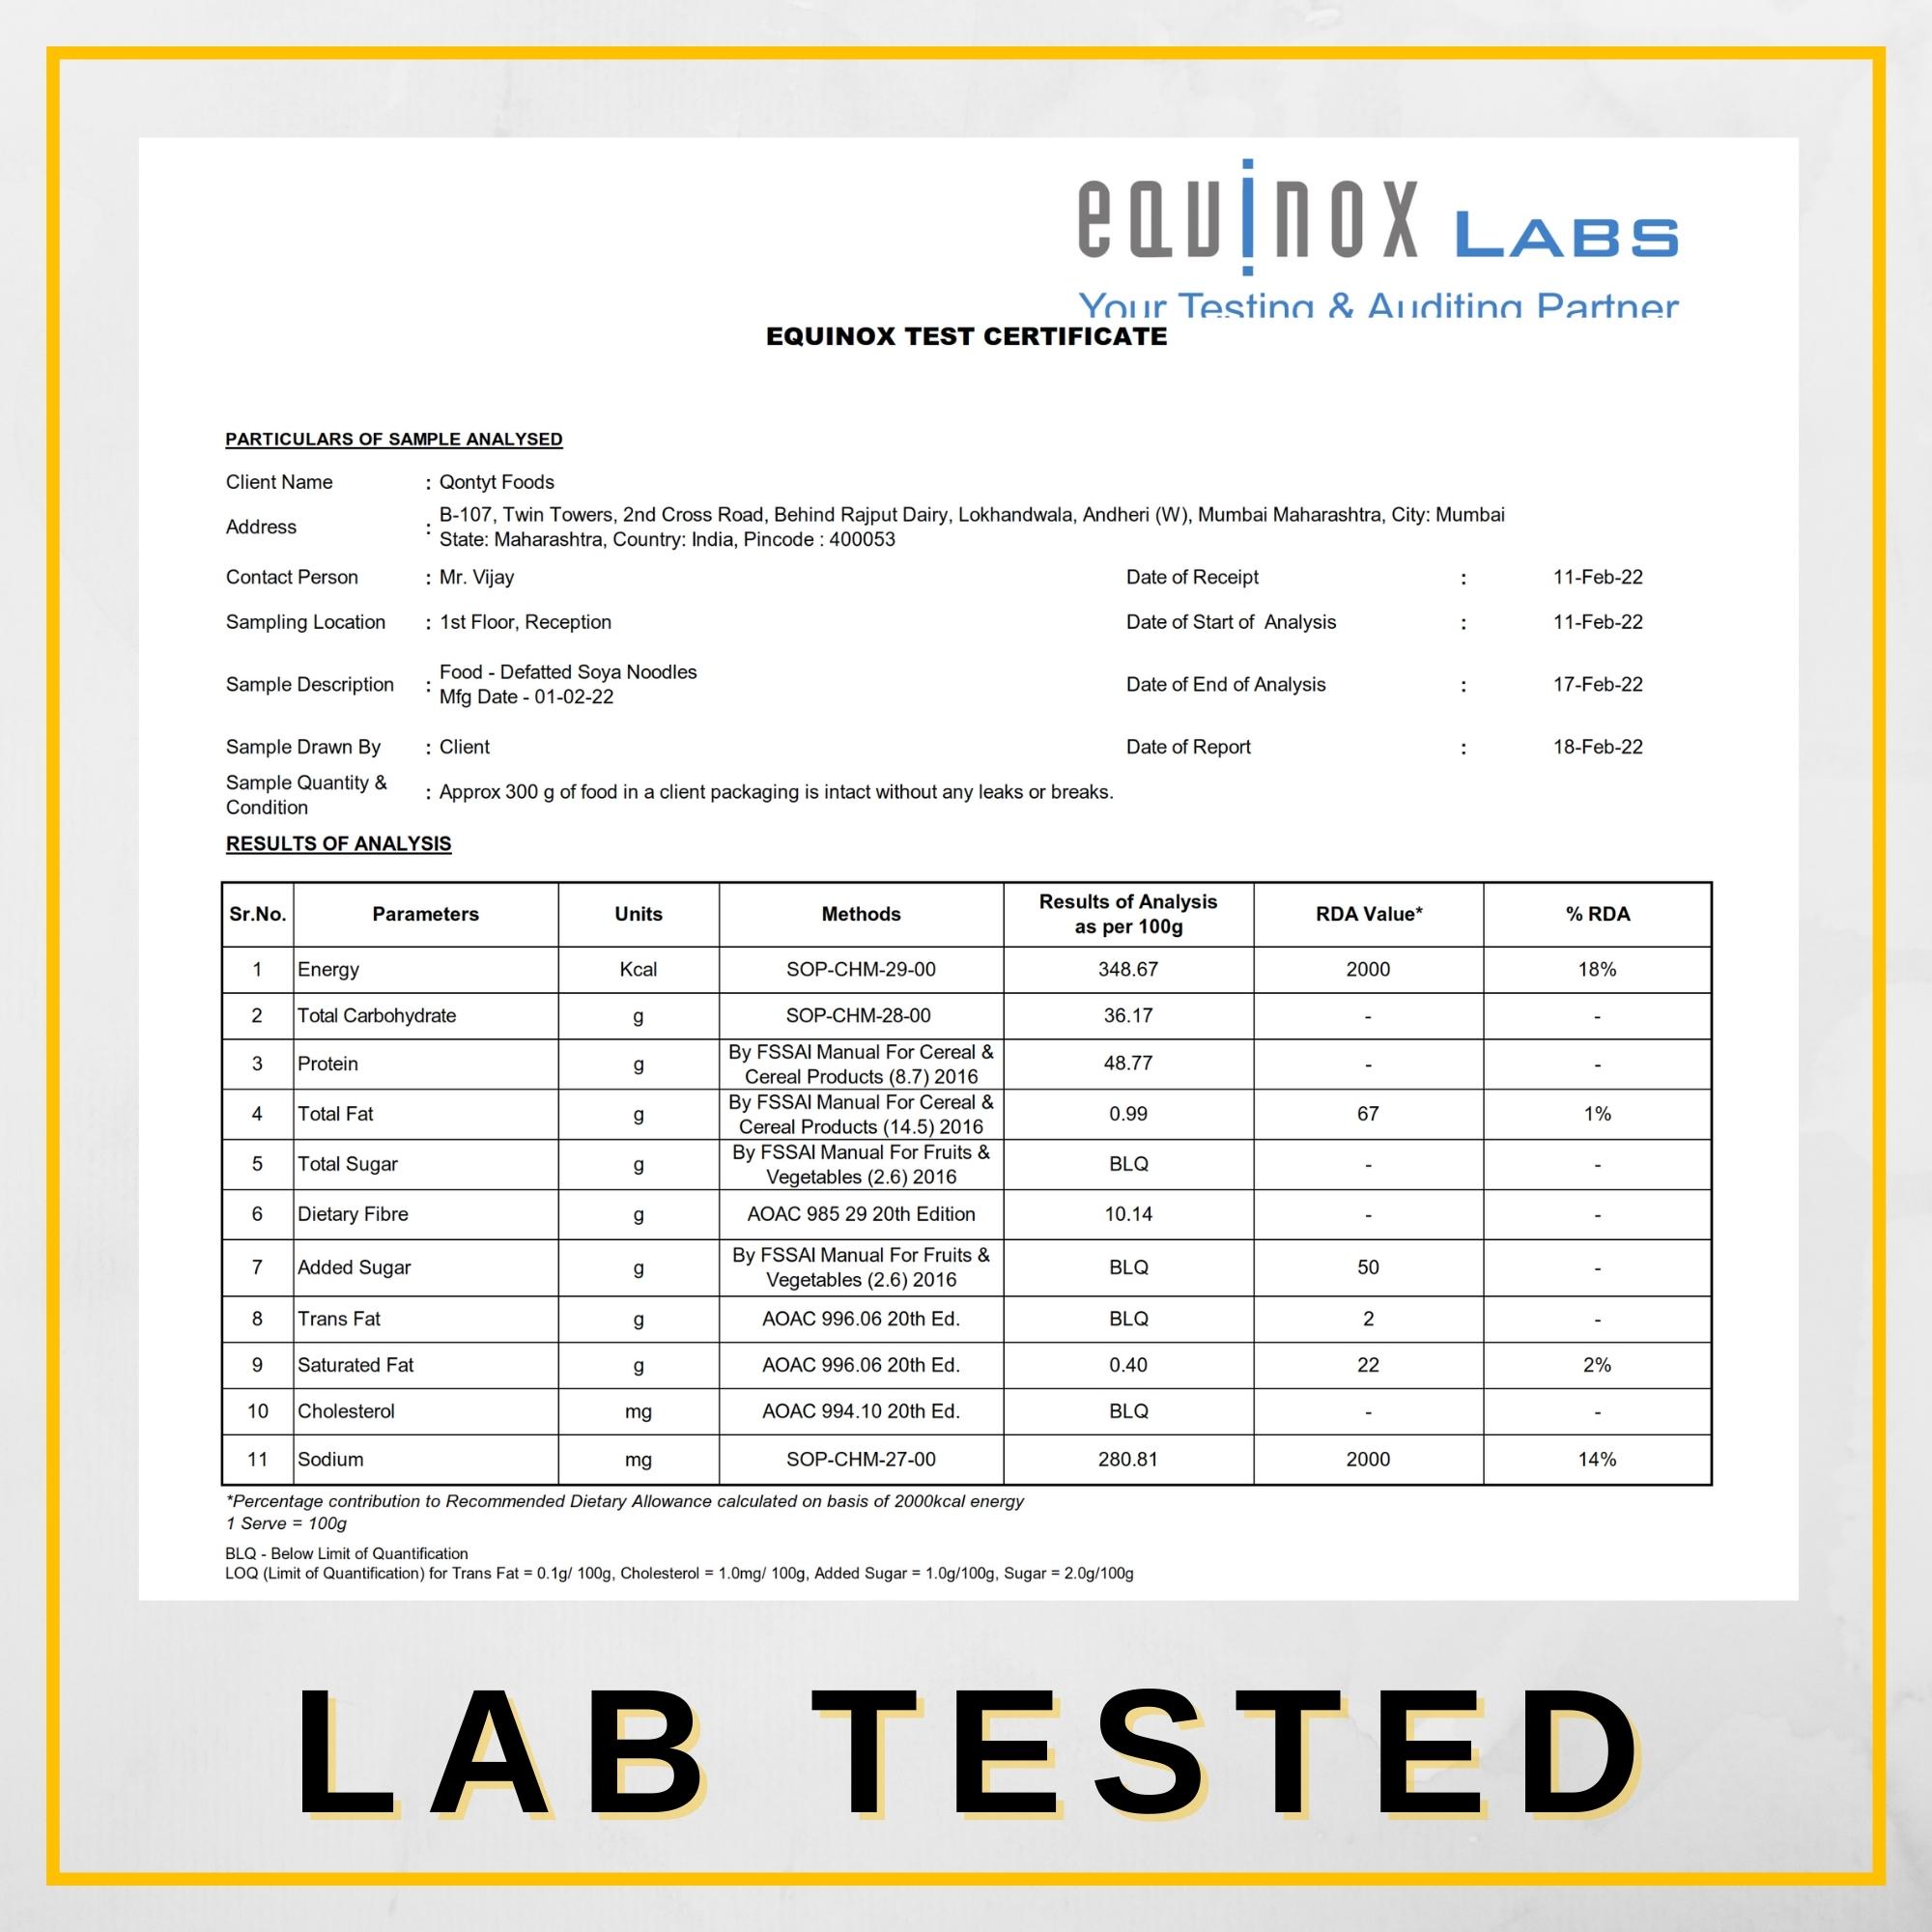 equinox LABS
Your Testing & Auditing Partner
EQUINOX TEST CERTIFICATE
PARTICULARS OF SAMPLE ANALYSED
Client Name : Qontyt Foods
Address : B-107, Twin Towers, 2nd Cross Road, Behind Rajput Dairy, Lokhandwala, Andheri (W), Mumbai Maharashtra, City: Mumbai
State: Maharashtra, Country: India, Pincode : 400053
Contact Person : Mr. Vijay Date of Receipt : 11-Feb-22
Sampling Location : 1st Floor, Reception Date of Start of Analysis : 11-Feb-22
Sample Description : Food - Defatted Soya Noodles
Mfg Date - 01-02-22 Date of End of Analysis : 17-Feb-22
Sample Drawn By : Client Date of Report : 18-Feb-22
Sample Quantity &
Condition : Approx 300 g of food in a client packaging is intact without any leaks or breaks.
RESULTS OF ANALYSIS
Sr.No. Parameters Units Methods Results of Analysis
as per 100g RDA Value* % RDA
1 Energy Kcal SOP-CHM-29-00 348.67 2000 18%
2 Total Carbohydrate g SOP-CHM-28-00 36.17 - -
3 Protein g By FSSAI Manual For Cereal &
Cereal Products (8.7) 2016 48.77 - -
4 Total Fat g By FSSAI Manual For Cereal &
Cereal Products (14.5) 2016 0.99 67 1%
5 Total Sugar g By FSSAI Manual For Fruits &
Vegetables (2.6) 2016 BLQ - -
6 Dietary Fibre g AOAC 985 29 20th Edition 10.14 - -
7 Added Sugar g By FSSAI Manual For Fruits &
Vegetables (2.6) 2016 BLQ 50 -
8 Trans Fat g AOAC 996.06 20th Ed. BLQ 2 -
9 Saturated Fat g AOAC 996.06 20th Ed. 0.40 22 2%
10 Cholesterol mg AOAC 994.10 20th Ed. BLQ - -
11 Sodium mg SOP-CHM-27-00 280.81 2000 14%
*Percentage contribution to Recommended Dietary Allowance calculated on basis of 2000kcal energy
1 Serve = 100g
BLQ - Below Limit of Quantification
LOQ (Limit of Quantification) for Trans Fat = 0.1g/ 100g, Cholesterol = 1.0mg/ 100g, Added Sugar = 1.0g/100g, Sugar = 2.0g/100g
LAB TESTED